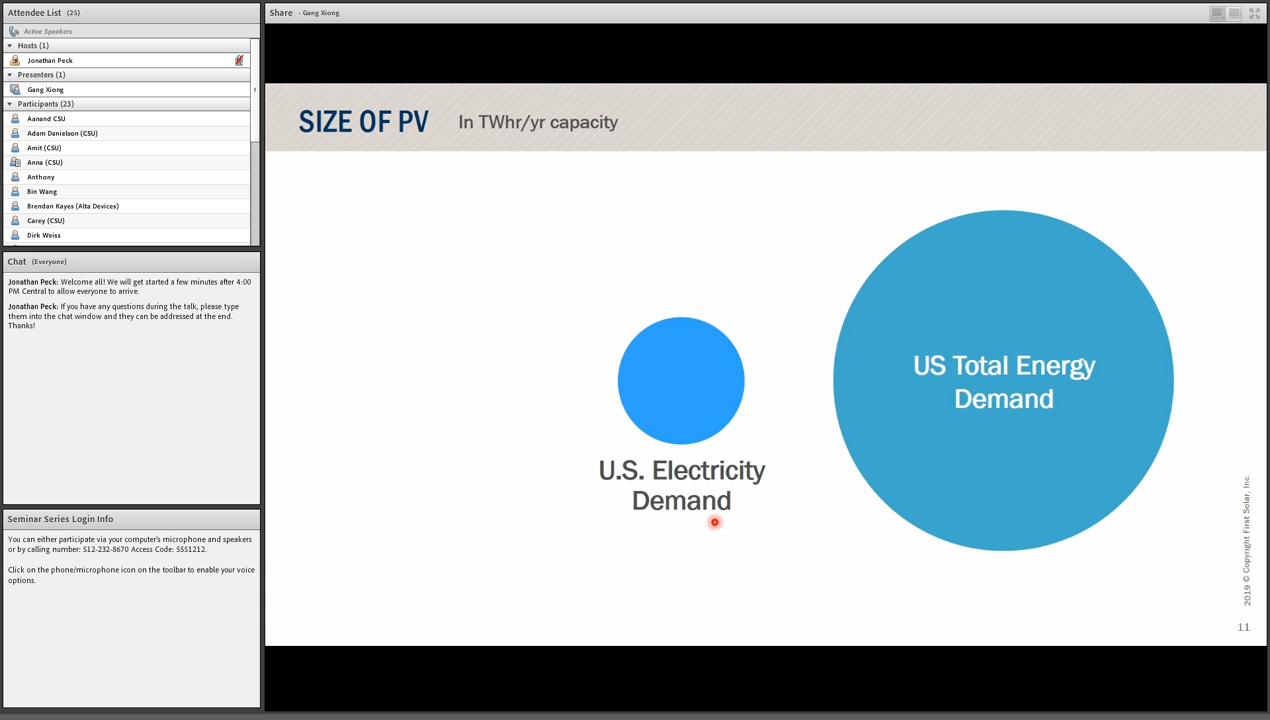 Attendee List (25)
Active Speakers
Hosts (1)
Jonathan Peck
Presenters (1)
Gang Xiong
Participants (23)
Aanand CSU
Adam Danielson (CSU)
Amit (CSU)
Anna (CSU)
Anthony
Bin Wang
Brendan Kayes (Alta Devices)
Carey (CSU)
Dirk Weiss
Chat (Everyone)
Jonathan Peck: Welcome all! We will get started a few minutes after 4:00
PM Central to allow everyone to arrive.
Jonathan Peck: If you have any questions during the talk, please type
them into the chat window and they can be addressed at the end.
Thanks!
Seminar Series Login Info
You can either participate via your computer's microphone and speakers
or by calling number: 512-232-8670 Access Code: 5551212.
Click on the phone/microphone icon on the toolbar to enable your voice
options.
Share - Gang Xiong
SIZE OF PV In TWhr/yr capacity
U.S. Electricity
Demand
US Total Energy
Demand
2019 © Copyright First Solar, Inc.
11